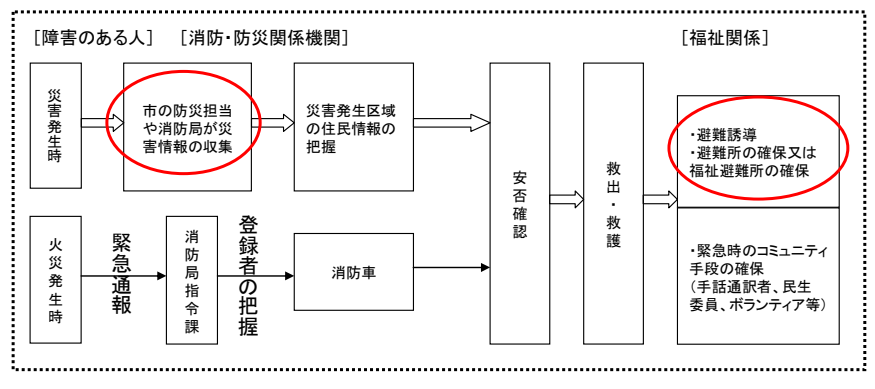 [障害のある人]
[消防・防災関係機関]
[福祉関係]
災害発生時
市の防災担当
や消防局が災
害情報の収集
災害発生区域
の住民情報の
把握
安否確認
救出・救護
・避難誘導
・避難所の確保又は
福祉避難所の確保
火災発生時
緊急通報
消防局指令課
登録者の把握
消防車
・緊急時のコミュニティ
手段の確保
(手話通訳者、民生
委員、ボランティア等)